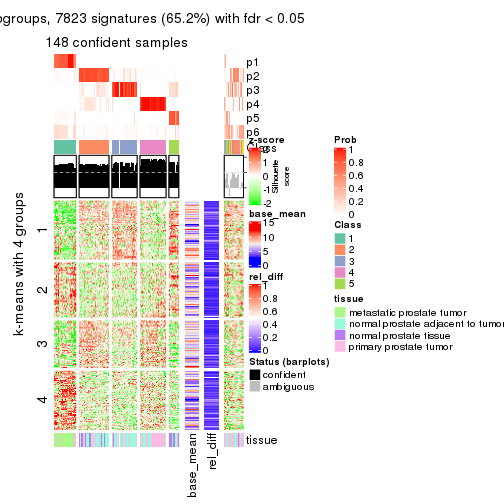 ogroups, 7823 signatures (65.2%) with fdr < 0.05
148 confident samples
p1
p2
p3
p4
p5
p6
Class
Silhouette
score
k-means with 4 groups
1
2
3
4
base_mean
rel_diff
tissue
z-score
1
0
-1
-2
base_mean
15
10
5
0
rel_diff
1
0.8
0.6
0.4
0.2
0
Status (barplots)
confident
ambiguous
Prob
1
0.8
0.6
0.4
0.2
0
Class
1
2
3
4
5
tissue
metastatic prostate tumor
normal prostate adjacent to tumor
normal prostate tissue
primary prostate tumor